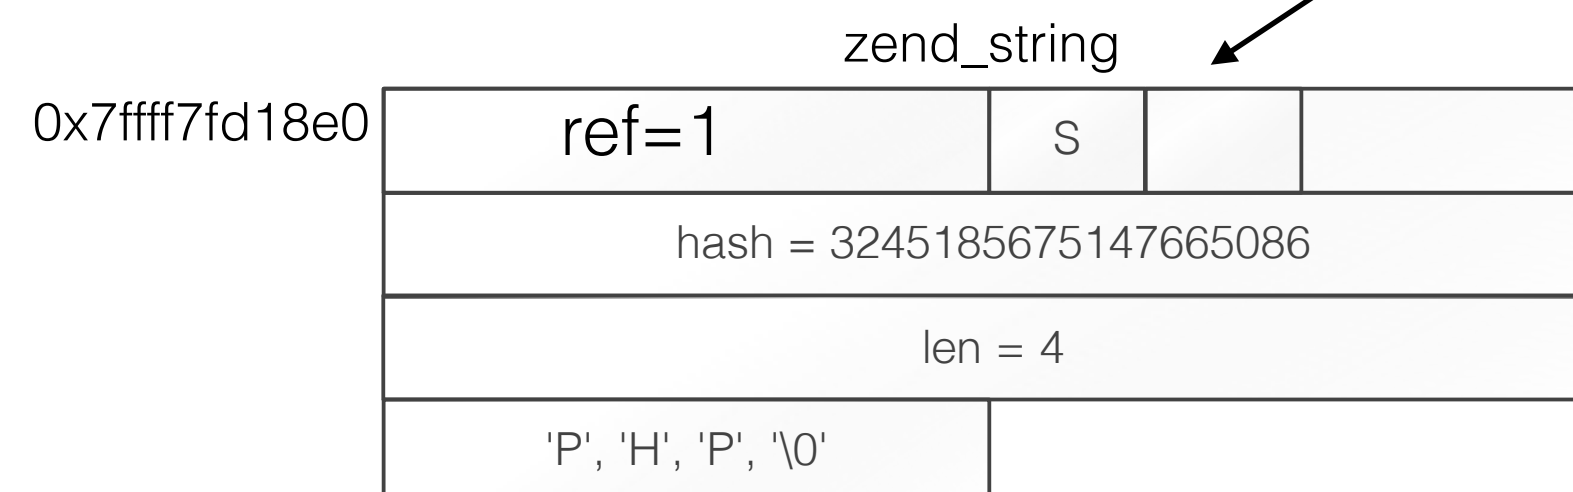 zend_string
0x7ffff7fd18e0
ref=1
S
hash = 3245185675147665086
len = 4
'P', 'H', 'P', '\0'